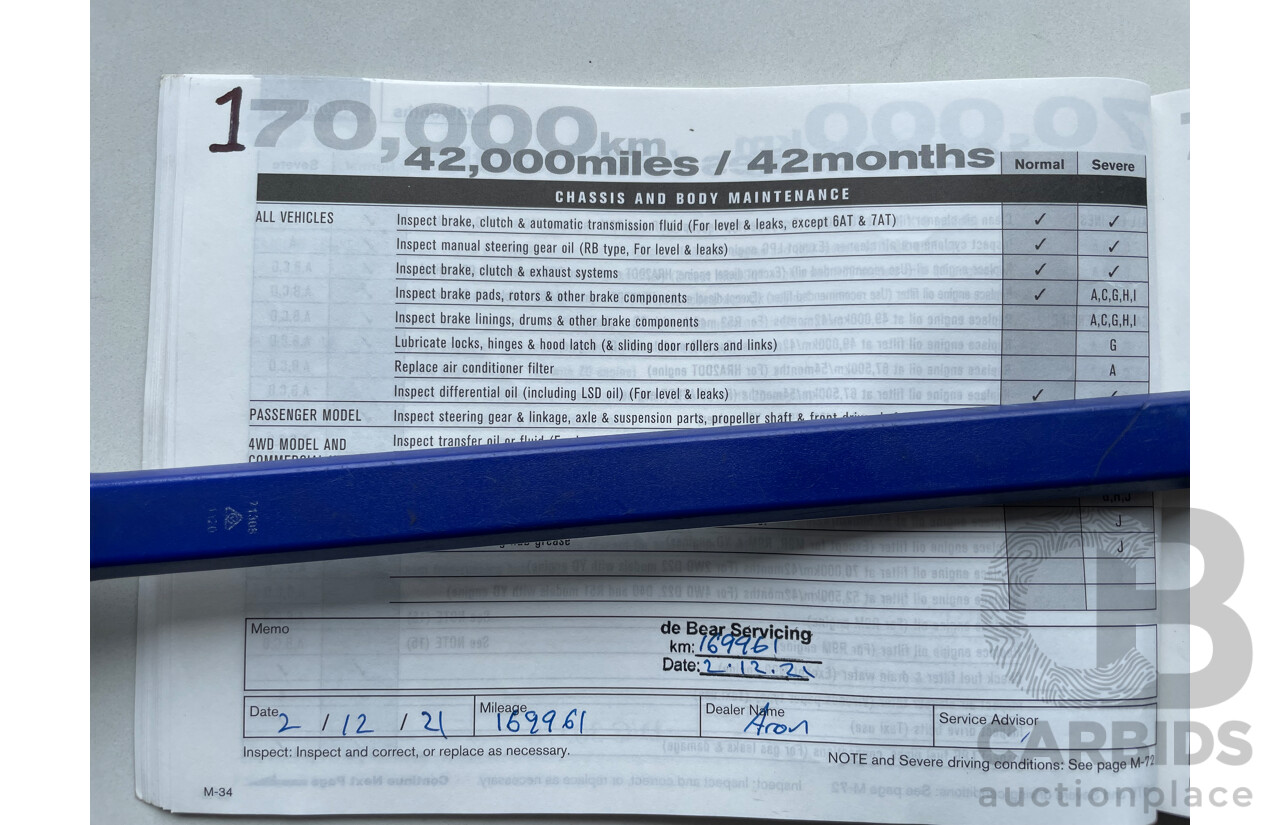 170,000km,
42,000miles / 42months Normal Severe
CHASSIS AND BODY MAINTENANCE
ALL VEHICLES Inspect brake, clutch & automatic transmission fluid (For level & leaks, except 6AT & 7AT) ✓ ✓
Inspect manual steering gear oil (RB type, For level & leaks) ✓ ✓
Inspect brake, clutch & exhaust systems ✓ ✓
Inspect brake pads, rotors & other brake components ✓ A,C,G,H,I
Inspect brake linings, drums & other brake components A,C,G,H,I
Lubricate locks, hinges & hood latch (& sliding door rollers and links) G
Replace air conditioner filter A
Inspect differential oil (including LSD oil) (For level & leaks) ✓ ✓
PASSENGER MODEL Inspect steering gear & linkage, axle & suspension parts, propeller shaft & front
4WD MODEL AND Inspect transfer oil or fluid
J
grease J
Memo
de Bear Servicing
km: 169961
Date: 2.12.21
Date 2 / 12 / 21 Mileage 169961 Dealer Name Aron Service Advisor
Inspect: Inspect and correct, or replace as necessary.
NOTE and Severe driving conditions: See page M-72
M-34
CB
CARBIDS
auctionplace